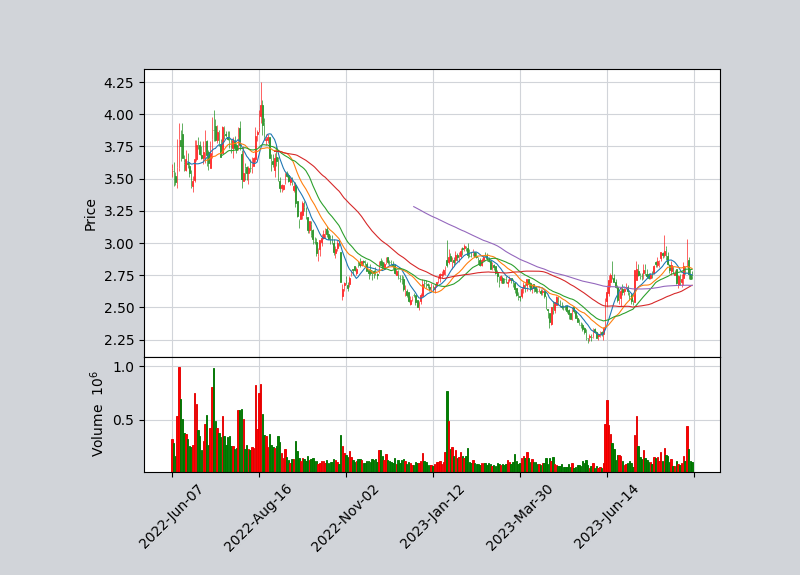 4.25
4.00
3.75
3.50
3.25
3.00
2.75
2.50
2.25
Price
1.0
0.5
Volume 10^6
2022-Jun-07
2022-Aug-16
2022-Nov-02
2023-Jan-12
2023-Mar-30
2023-Jun-14